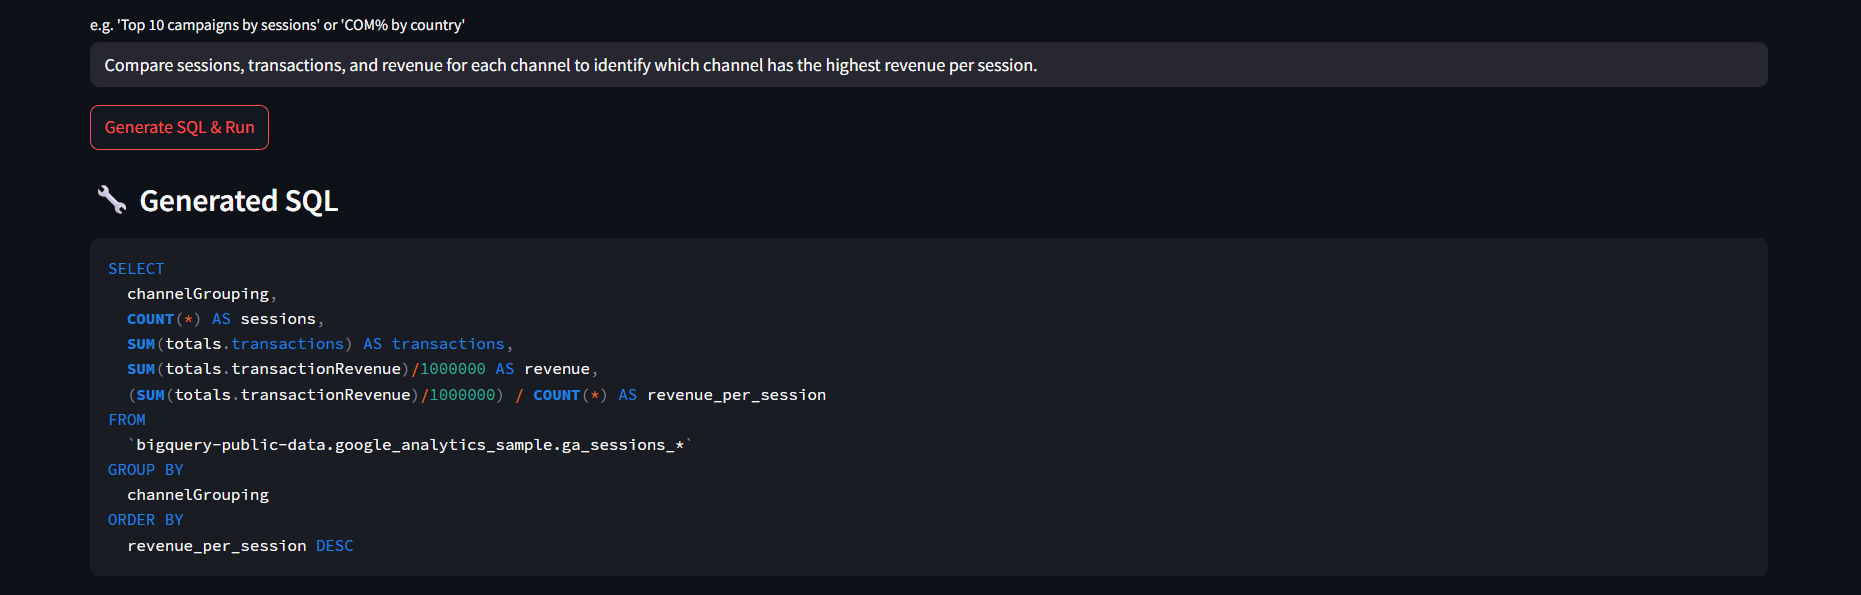 e.g. 'Top 10 campaigns by sessions' or 'COM% by country'
Compare sessions, transactions, and revenue for each channel to identify which channel has the highest revenue per session.
Generate SQL & Run
Generated SQL
SELECT
  channelGrouping,
  COUNT(*) AS sessions,
  SUM(totals.transactions) AS transactions,
  SUM(totals.transactionRevenue)/1000000 AS revenue,
  (SUM(totals.transactionRevenue)/1000000) / COUNT(*) AS revenue_per_session
FROM
  `bigquery-public-data.google_analytics_sample.ga_sessions_*`
GROUP BY
  channelGrouping
ORDER BY
  revenue_per_session DESC